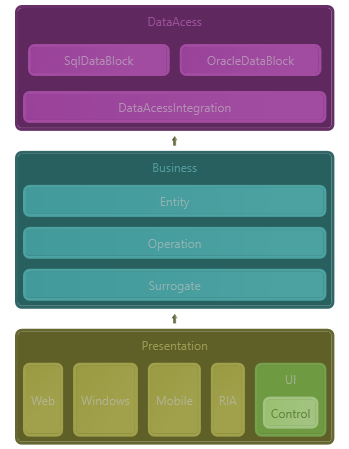 DataAcess
SqlDataBlock
OracleDataBlock
DataAcessIntegration
Business
Entity
Operation
Surrogate
Presentation
Web
Windows
Mobile
RIA
UI
Control